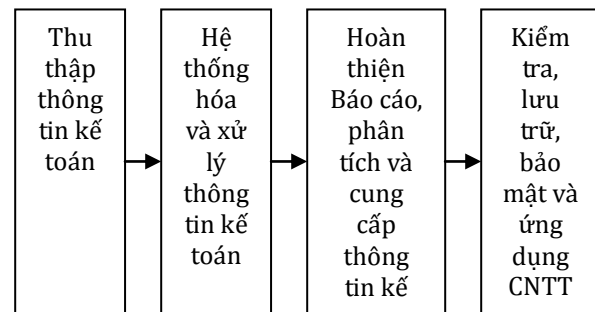 Thu
thập
thông
tin kế
toán
Hệ
thống
hóa
và xử
lý
thông
tin kế
toán
Hoàn
thiện
Báo cáo,
phân
tích và
cung
cấp
thông
tin kế
Kiểm
tra,
lưu
trữ,
bảo
mật và
ứng
dụng
CNTT